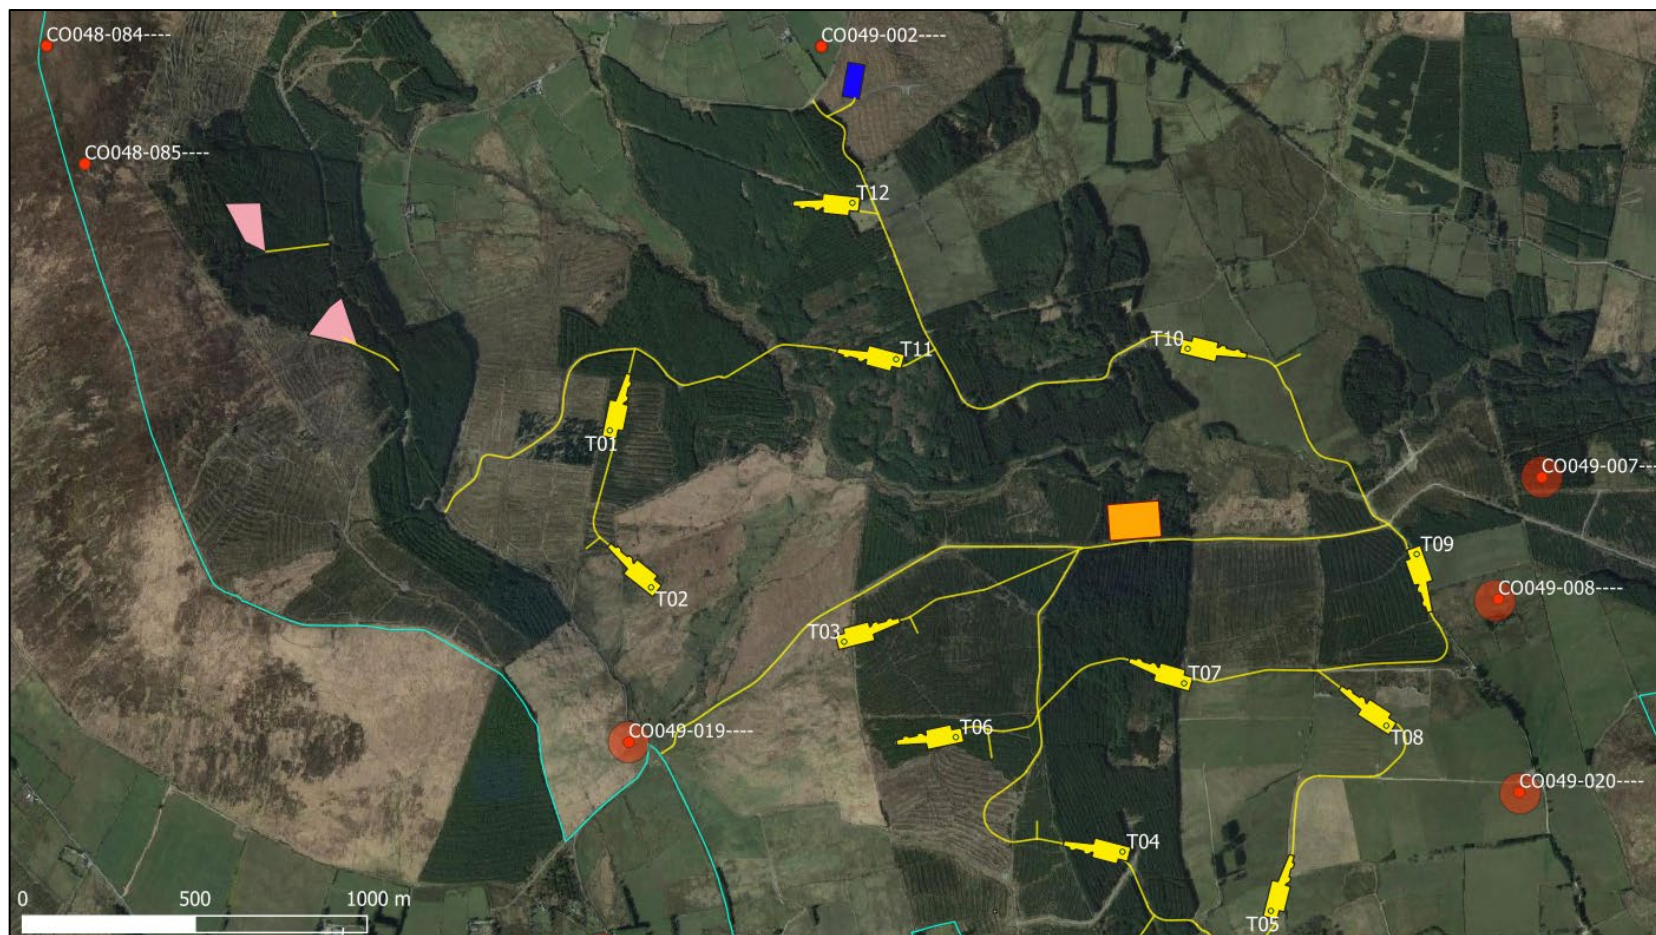 CO048-084----
CO049-002----
CO048-085----
T12
T11
T10
T01
CO049-007---
T09
CO049-008----
T02
T03
T07
CO049-019----
T06
T08
CO049-020----
T04
0 500 1000 m
T05